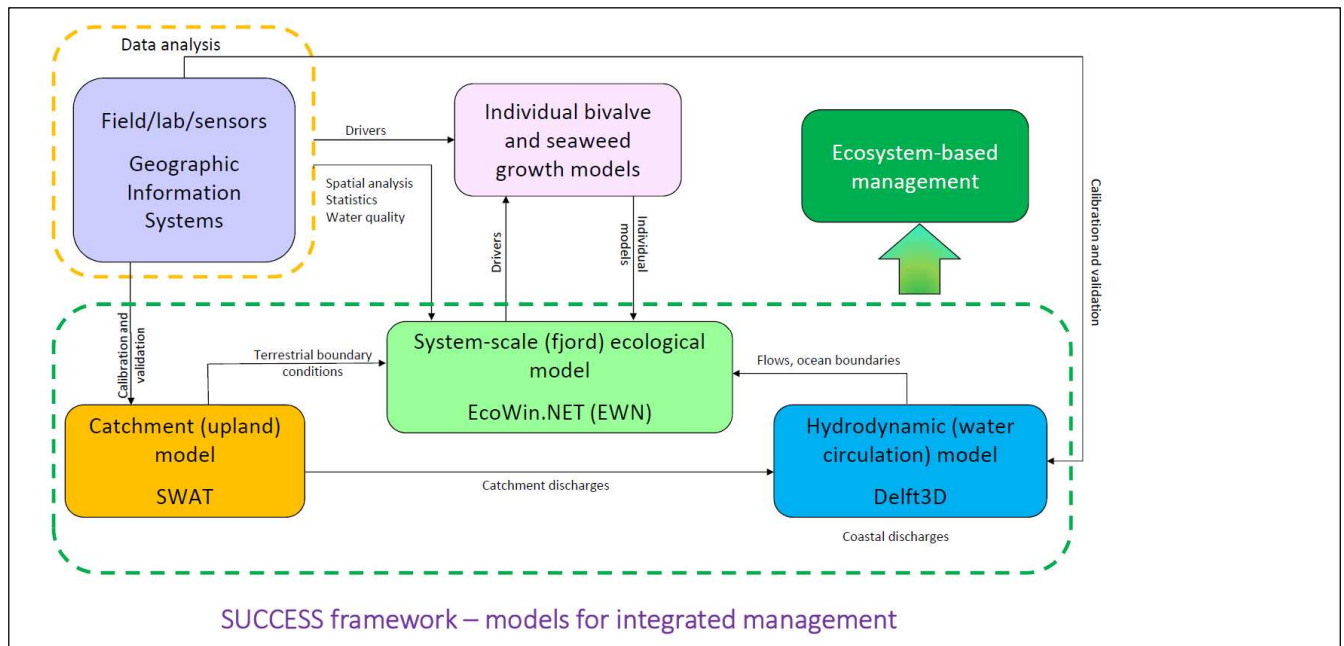 Data analysis
Field/lab/sensors
Geographic
Information
Systems
Drivers
Spatial analysis
Statistics
Water quality
Individual bivalve
and seaweed
growth models
Ecosystem-based
management
Calibration and validation
Drivers
Individual
models
Calibration and
validation
Terrestrial boundary
conditions
System-scale (fjord) ecological
model
EcoWin.NET (EWN)
Flows, ocean boundaries
Catchment (upland)
model
SWAT
Catchment discharges
Hydrodynamic (water
circulation) model
Delft3D
Coastal discharges
SUCCESS framework – models for integrated management